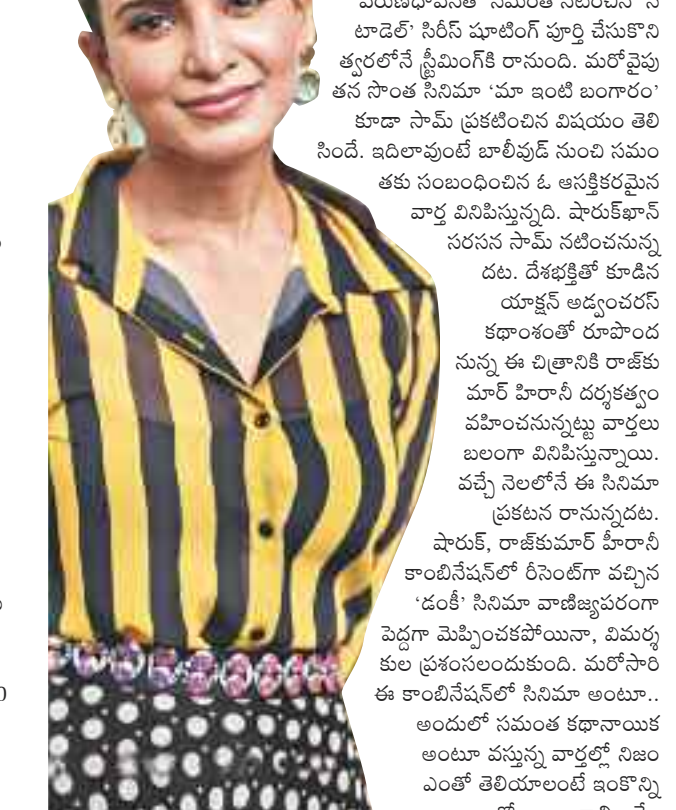 టాడెల్’ సిరీస్ షూటింగ్ పూర్తి చేసుకొని
త్వరలోనే స్ట్రీమింగ్‌కి రానుంది. మరోవైపు
తన సొంత సినిమా ‘మా ఇంటి బంగారం’
కూడా సామ్ ప్రకటించిన విషయం తెలి
సిందే. ఇదిలావుంటే బాలీవుడ్ నుంచి సమం
తకు సంబంధించిన ఓ ఆసక్తికరమైన
వార్త వినిపిస్తున్నది. షారుక్‌ఖాన్
సరసన సామ్ నటించనున్న
దట. దేశభక్తితో కూడిన
యాక్షన్ అడ్వంచరస్
కథాంశంతో రూపొంద
నున్న ఈ చిత్రానికి రాజ్‌కు
మార్ హిరానీ దర్శకత్వం
వహించనున్నట్టు వార్తలు
బలంగా వినిపిస్తున్నాయి.
వచ్చే నెలలోనే ఈ సినిమా
ప్రకటన రానున్నదట.
షారుక్, రాజ్‌కుమార్ హీరానీ
కాంబినేషన్‌లో రీసెంట్‌గా వచ్చిన
‘డంకీ’ సినిమా వాణిజ్యపరంగా
పెద్దగా మెప్పించకపోయినా, విమర్శ
కుల ప్రశంసలందుకుంది. మరోసారి
ఈ కాంబినేషన్‌లో సినిమా అంటూ..
అందులో సమంత కథానాయిక
అంటూ వస్తున్న వార్తల్లో నిజం
ఎంతో తెలియాలంటే ఇంకొన్ని